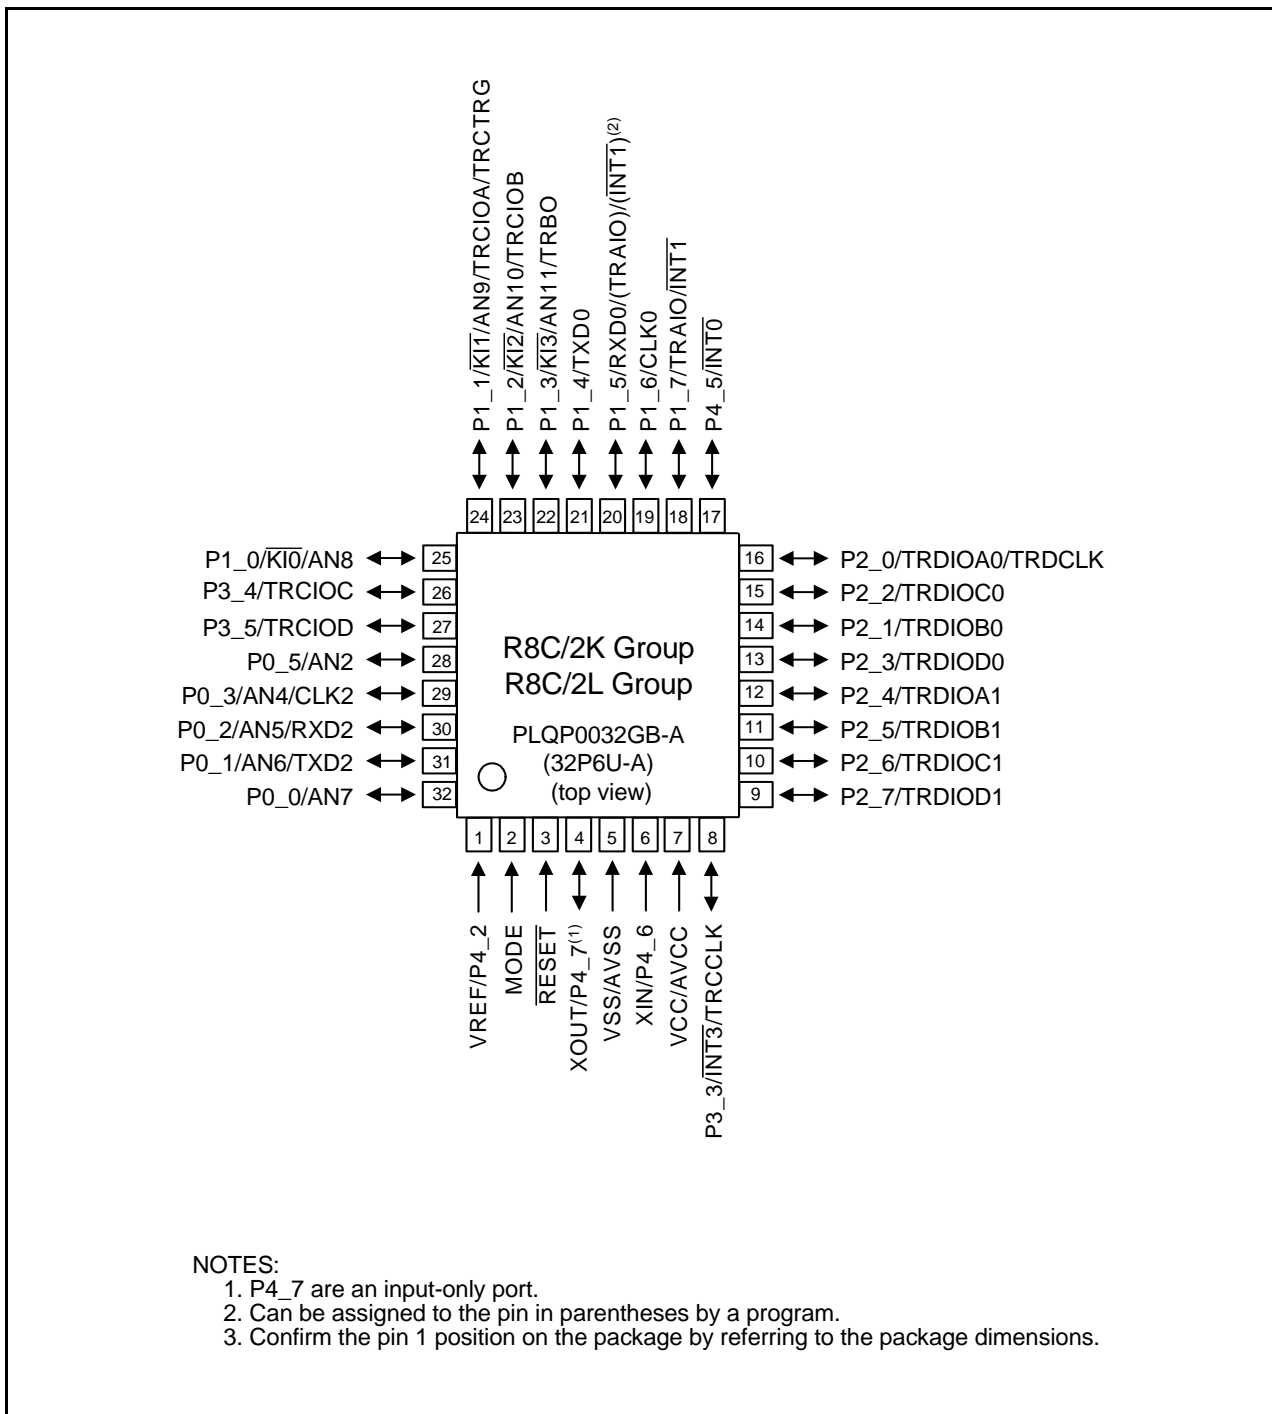 P1_1/KI1/AN9/TRCIOA/TRCTRG
P1_2/KI2/AN10/TRCIOB
P1_3/KI3/AN11/TRBO
P1_4/TXD0
P1_5/RXD0/(TRAIO)/(INT1)(2)
P1_6/CLK0
P1_7/TRAIO/INT1
P4_5/INT0
24 23 22 21 20 19 18 17
P1_0/KI0/AN8 25
P3_4/TRCIOC 26
P3_5/TRCIOD 27
P0_5/AN2 28
P0_3/AN4/CLK2 29
P0_2/AN5/RXD2 30
P0_1/AN6/TXD2 31
P0_0/AN7 32
R8C/2K Group
R8C/2L Group
PLQP0032GB-A
(32P6U-A)
(top view)
16 P2_0/TRDIOA0/TRDCLK
15 P2_2/TRDIOC0
14 P2_1/TRDIOB0
13 P2_3/TRDIOD0
12 P2_4/TRDIOA1
11 P2_5/TRDIOB1
10 P2_6/TRDIOC1
9 P2_7/TRDIOD1
1 2 3 4 5 6 7 8
VREF/P4_2
MODE
RESET
XOUT/P4_7(1)
VSS/AVSS
XIN/P4_6
VCC/AVCC
P3_3/INT3/TRCCLK
NOTES:
1. P4_7 are an input-only port.
2. Can be assigned to the pin in parentheses by a program.
3. Confirm the pin 1 position on the package by referring to the package dimensions.